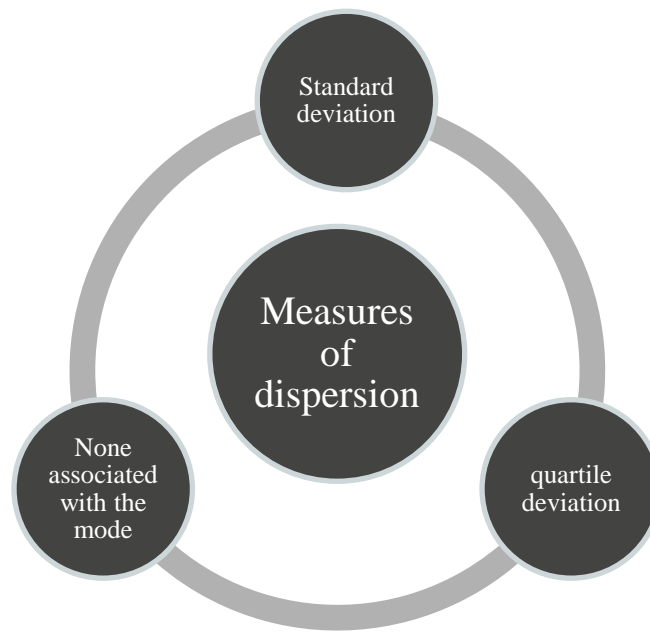 Standard
deviation
Measures
of
dispersion
None
associated
with the
mode
quartile
deviation